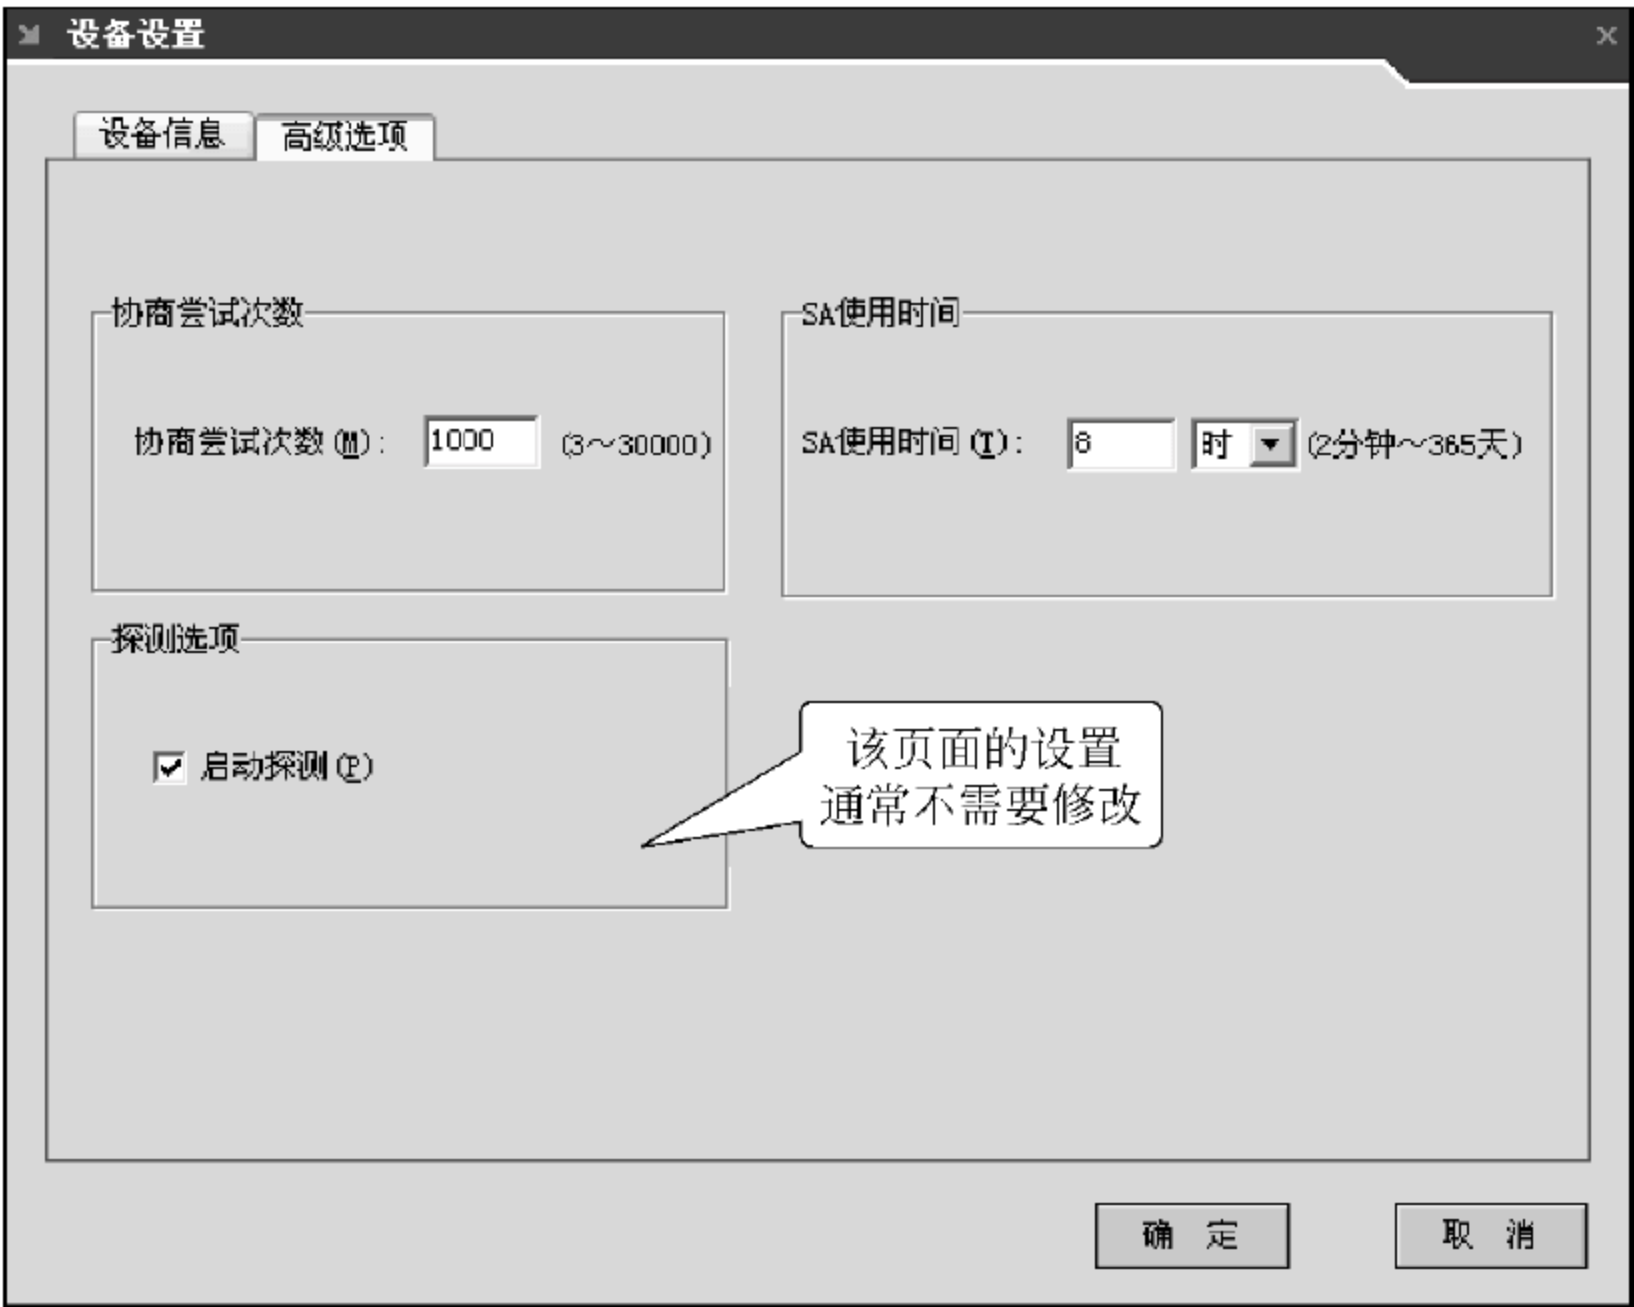 设备设置
设备信息 高级选项
协商尝试次数
协商尝试次数(M): 1000 (3～30000)
SA使用时间
SA使用时间(T): 8 时 (2分钟～365天)
探测选项
启动探测(P)
该页面的设置
通常不需要修改
确 定 取 消